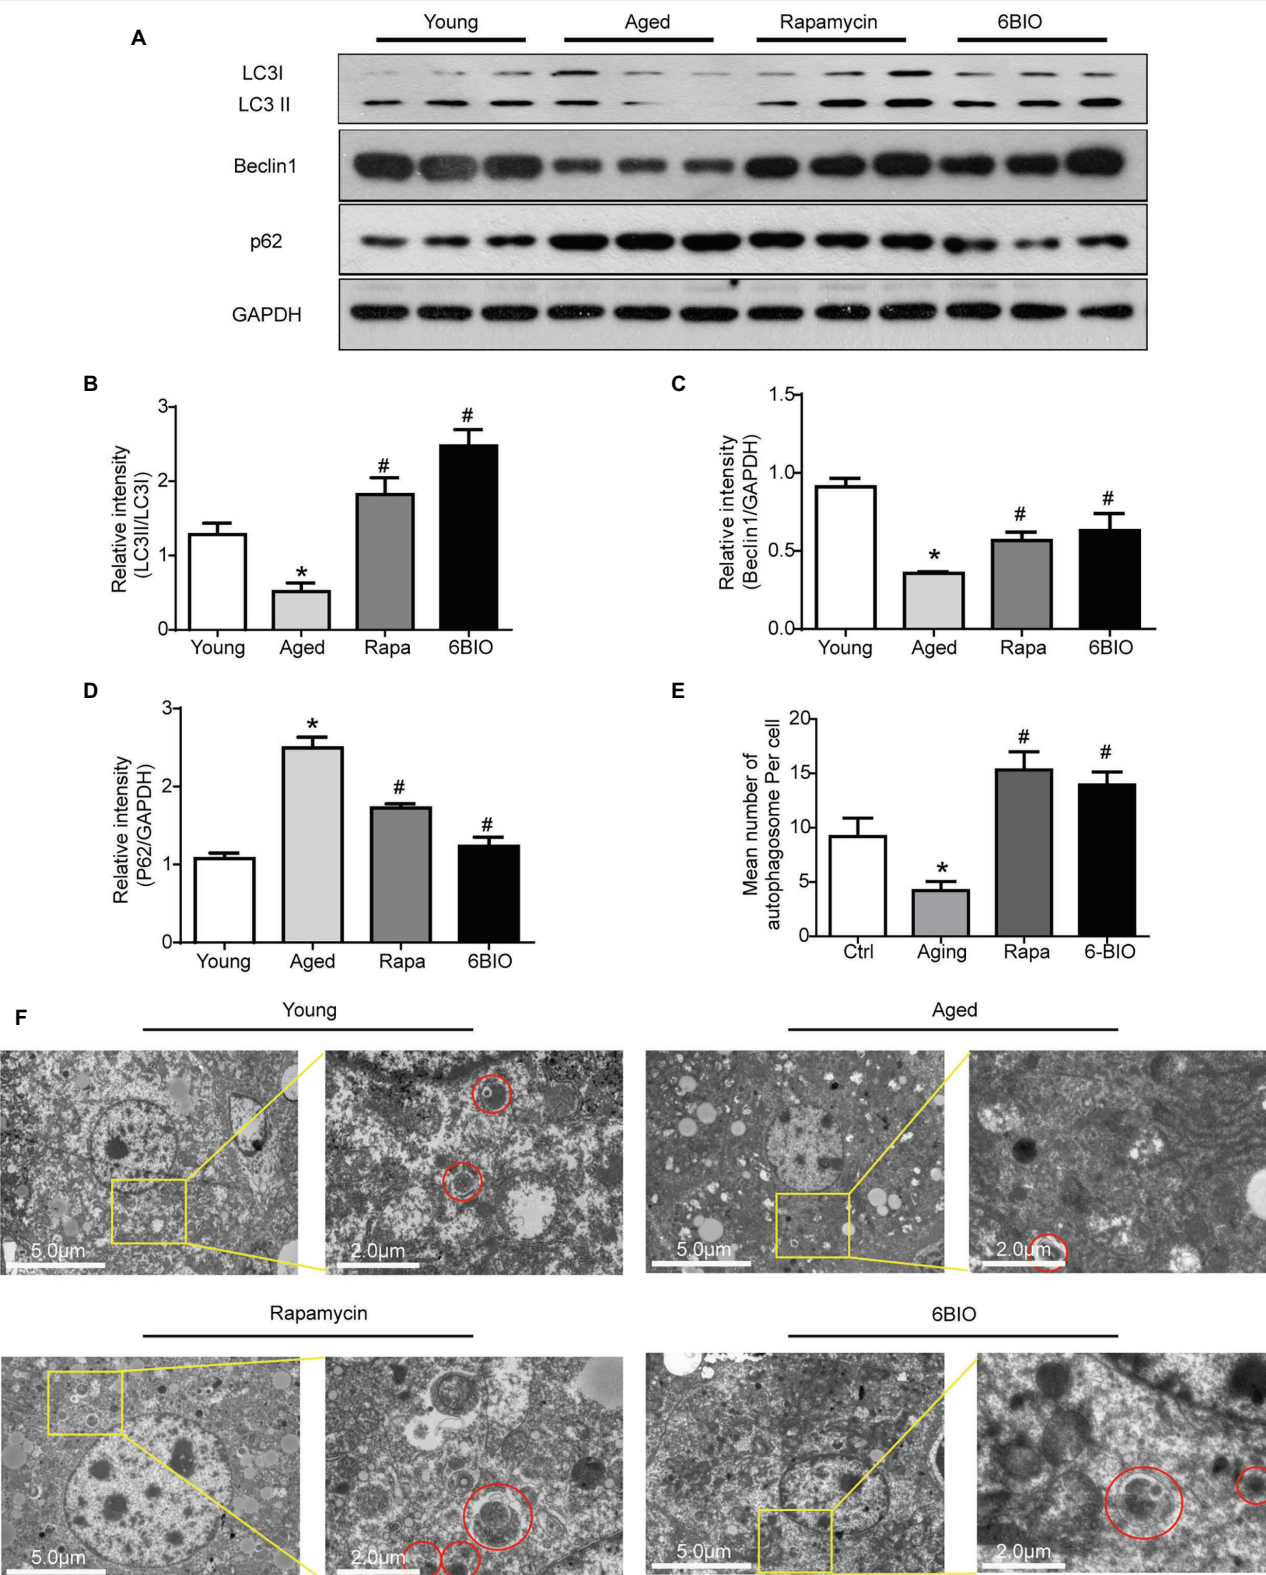 A
Young Aged Rapamycin 6BIO
LC3I
LC3 II
Beclin1
p62
GAPDH
B
Relative intensity
(LC3II/LC3I)
3
2
1
0
* # #
Young Aged Rapa 6BIO
C
Relative intensity
(Beclin1/GAPDH)
1.5
1.0
0.5
0.0
* # #
Young Aged Rapa 6BIO
D
Relative intensity
(P62/GAPDH)
3
2
1
0
* # #
Young Aged Rapa 6BIO
E
Mean number of
autophagosome Per cell
20
15
10
5
0
* # #
Ctrl Aging Rapa 6-BIO
F
Young Aged
5.0µm 2.0µm 5.0µm 2.0µm
Rapamycin 6BIO
5.0µm 2.0µm 5.0µm 2.0µm